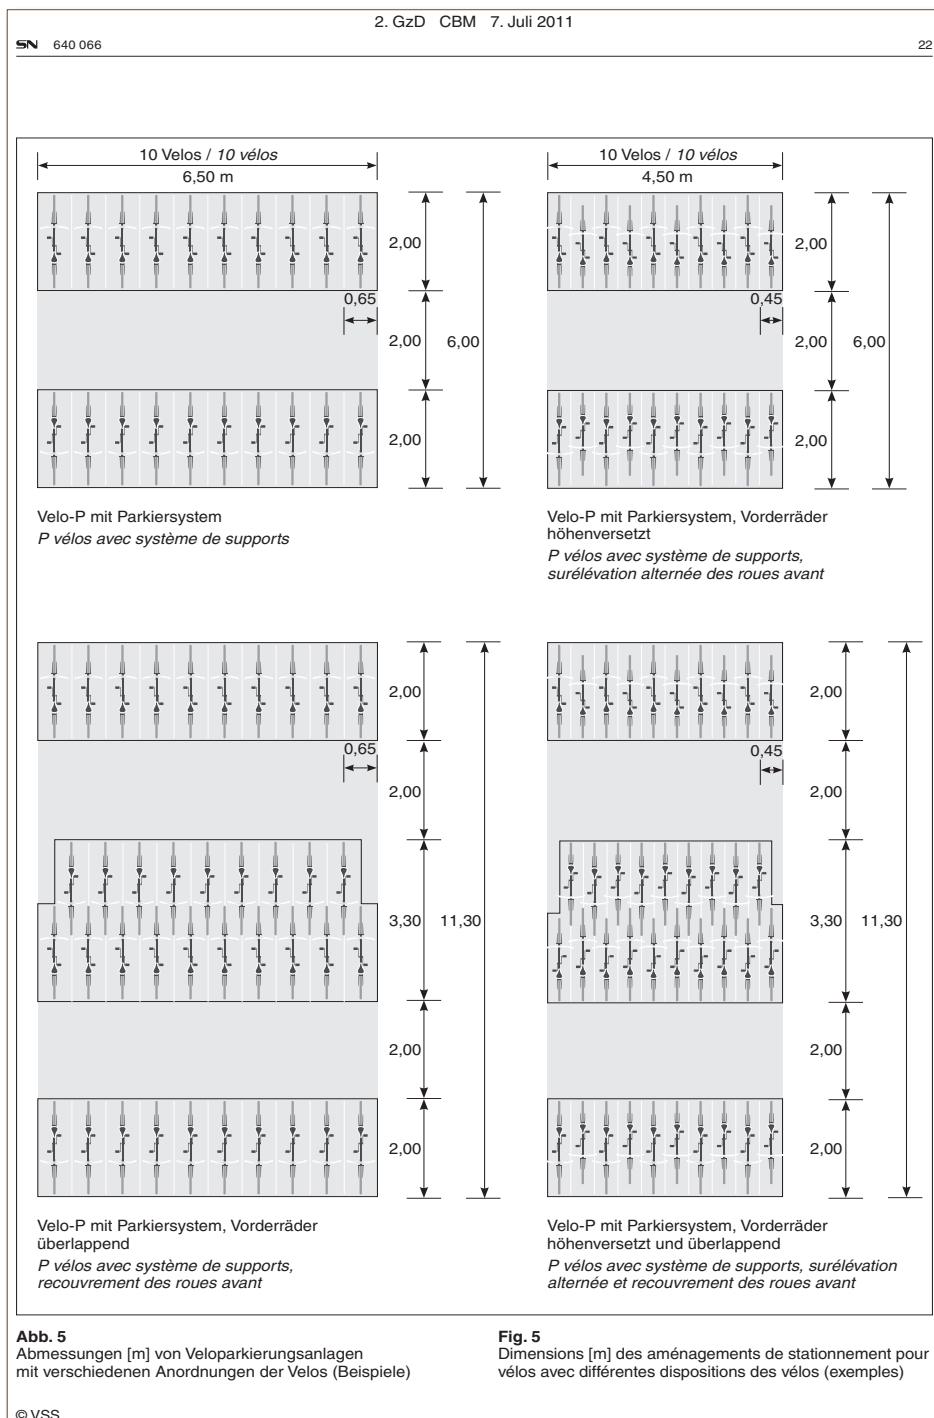 2. GzD CBM 7. Juli 2011
SN 640 066
22
10 Velos / 10 vélos
6,50 m
2,00
0,65
2,00
6,00
2,00
Velo-P mit Parkiersystem
P vélos avec système de supports
10 Velos / 10 vélos
4,50 m
2,00
0,45
2,00
6,00
2,00
Velo-P mit Parkiersystem, Vorderräder
höhenversetzt
P vélos avec système de supports,
surélévation alternée des roues avant
2,00
0,65
2,00
3,30
11,30
2,00
2,00
Velo-P mit Parkiersystem, Vorderräder
überlappend
P vélos avec système de supports,
recouvrement des roues avant
2,00
0,45
2,00
3,30
11,30
2,00
2,00
Velo-P mit Parkiersystem, Vorderräder
höhenversetzt und überlappend
P vélos avec système de supports, surélévation
alternée et recouvrement des roues avant
Abb. 5
Abmessungen [m] von Veloparkierungsanlagen
mit verschiedenen Anordnungen der Velos (Beispiele)
Fig. 5
Dimensions [m] des aménagements de stationnement pour
vélos avec différentes dispositions des vélos (exemples)
© VSS